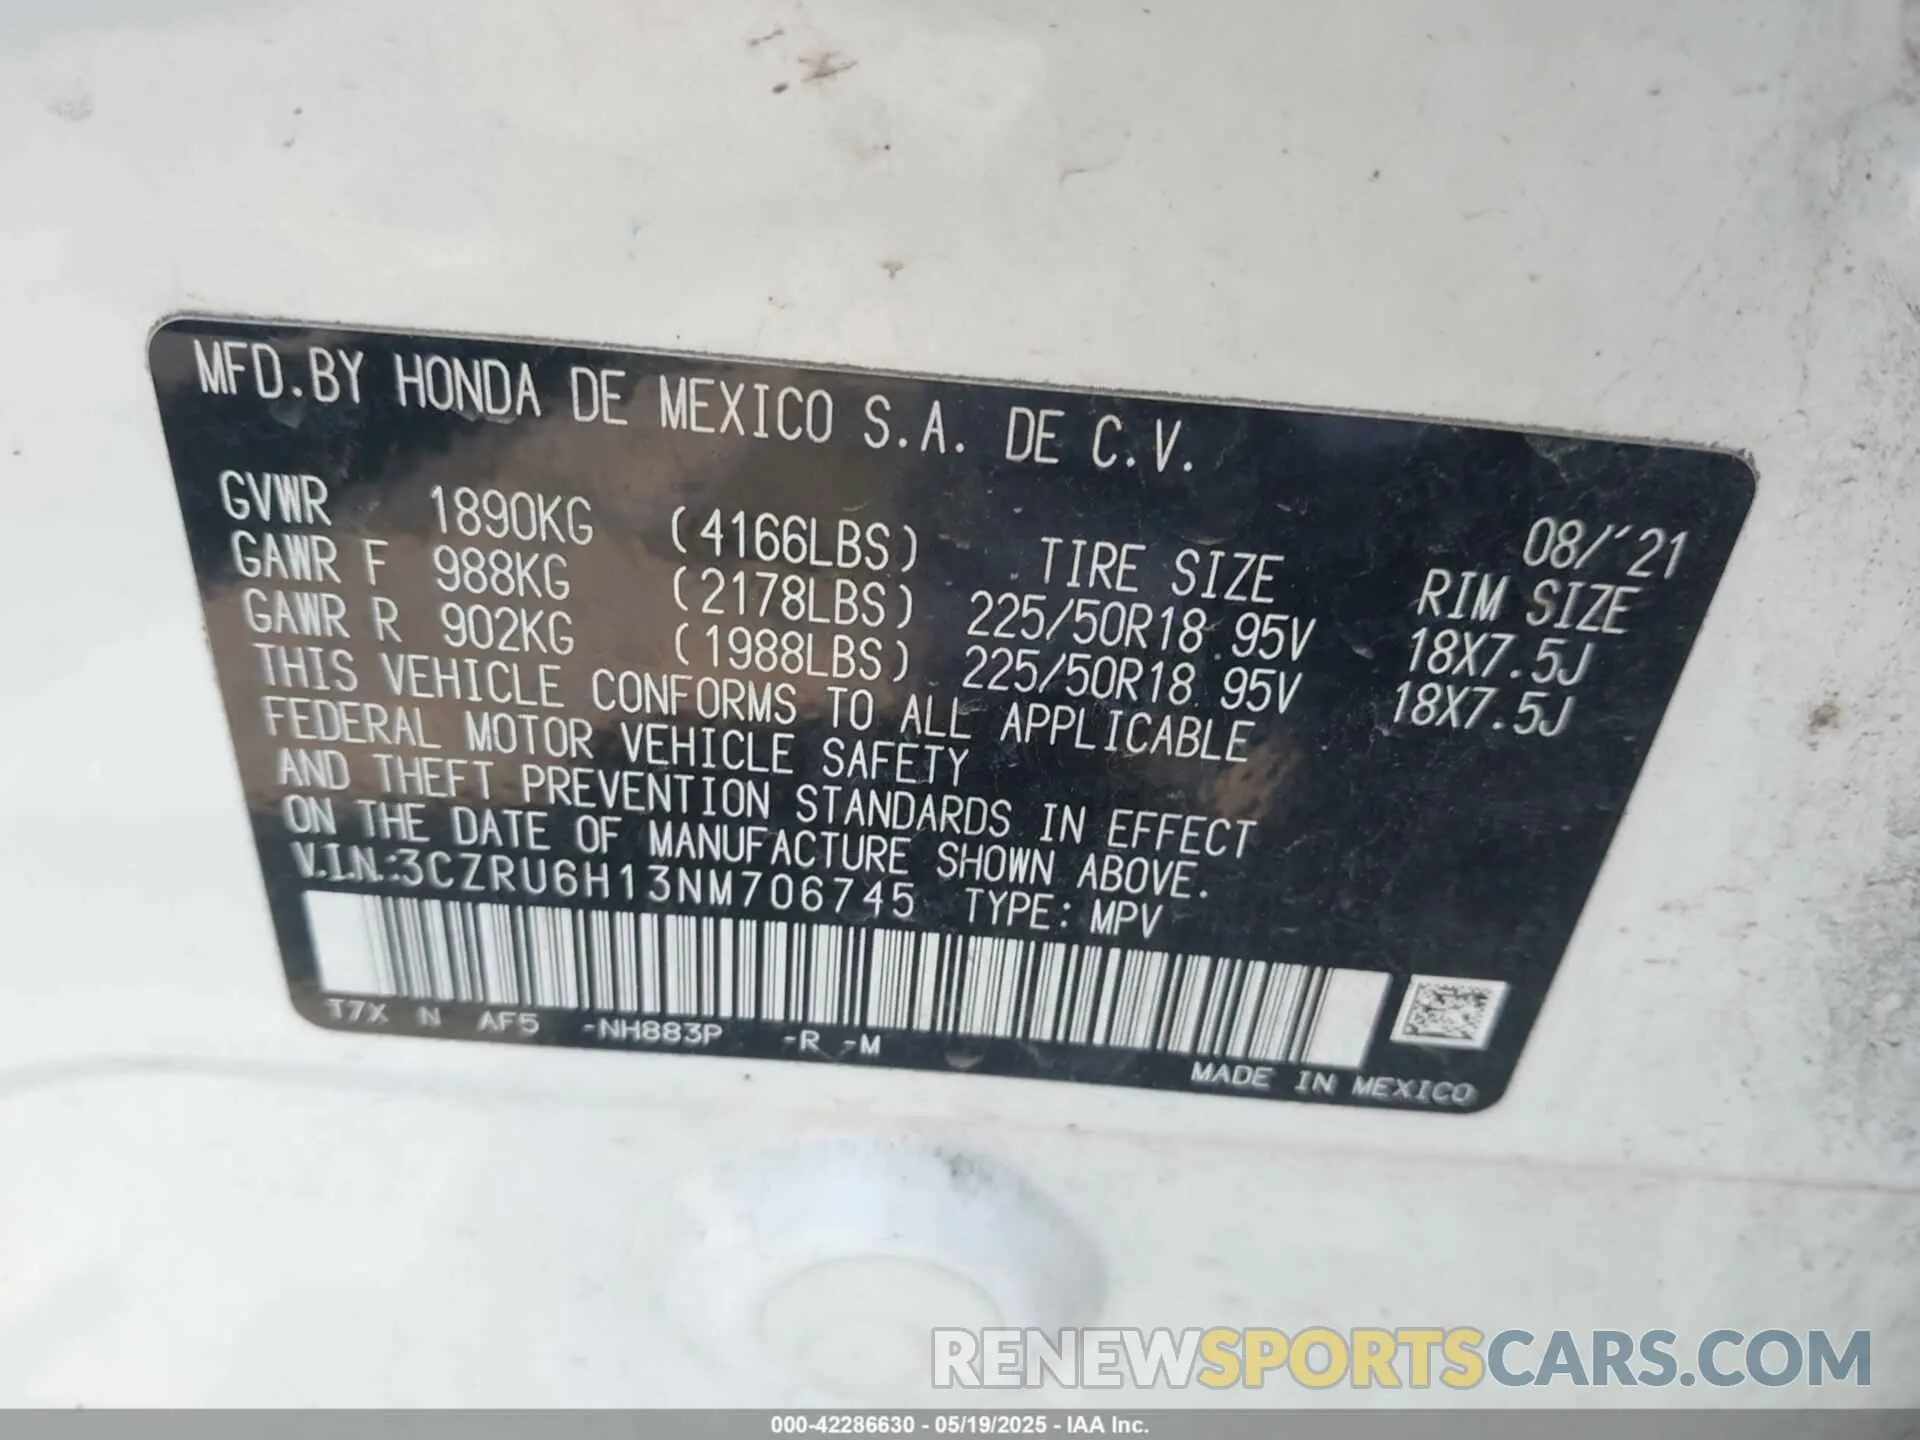 MFD.BY HONDA DE MEXICO S.A. DE C.V.
08/'21
GVWR 1890KG (4166LBS) TIRE SIZE RIM SIZE
GAWR F 988KG (2178LBS) 225/50R18 95V 18X7.5J
GAWR R 902KG (1988LBS) 225/50R18 95V 18X7.5J
THIS VEHICLE CONFORMS TO ALL APPLICABLE
FEDERAL MOTOR VEHICLE SAFETY
AND THEFT PREVENTION STANDARDS IN EFFECT
ON THE DATE OF MANUFACTURE SHOWN ABOVE.
V.I.N.:3CZRU6H13NM706745 TYPE: MPV
T7X N AF5 -NH883P -R -M
MADE IN MEXICO
RENEWSPORTSCARS.COM
000-42286630 - 05/19/2025 - IAA Inc.